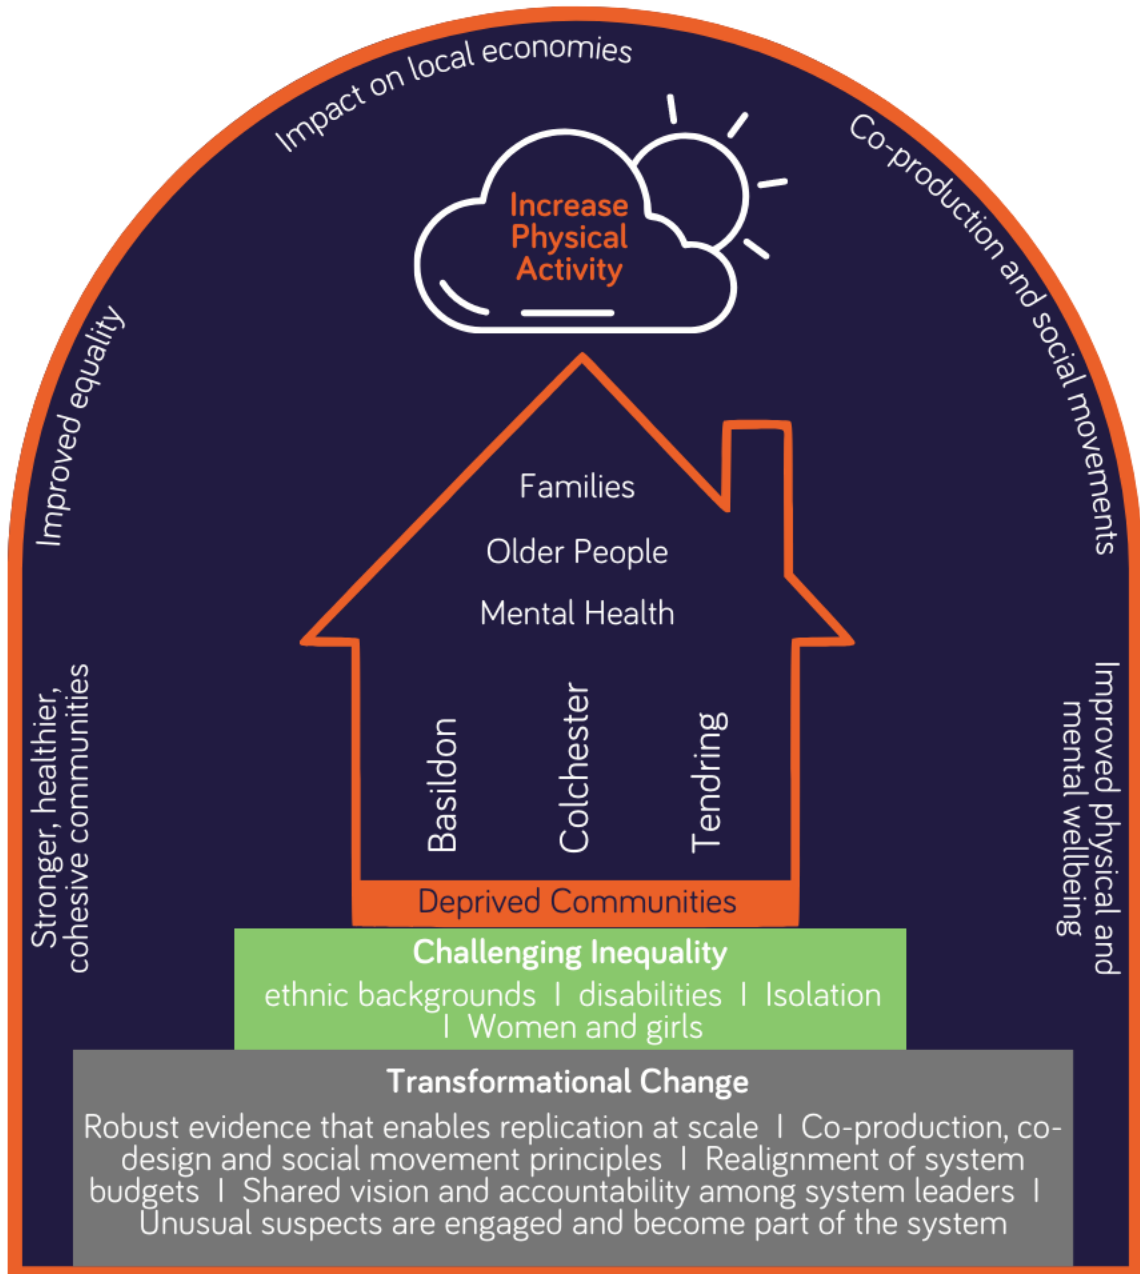 Impact on local economies
Co-production and social movements
Improved equality
Stronger, healthier,
cohesive communities
Improved physical and
mental wellbeing
Increase
Physical
Activity
Families
Older People
Mental Health
Basildon
Colchester
Tendring
Deprived Communities
Challenging Inequality
ethnic backgrounds I disabilities I Isolation
I Women and girls
Transformational Change
Robust evidence that enables replication at scale I Co-production, co-
design and social movement principles I Realignment of system
budgets I Shared vision and accountability among system leaders I
Unusual suspects are engaged and become part of the system